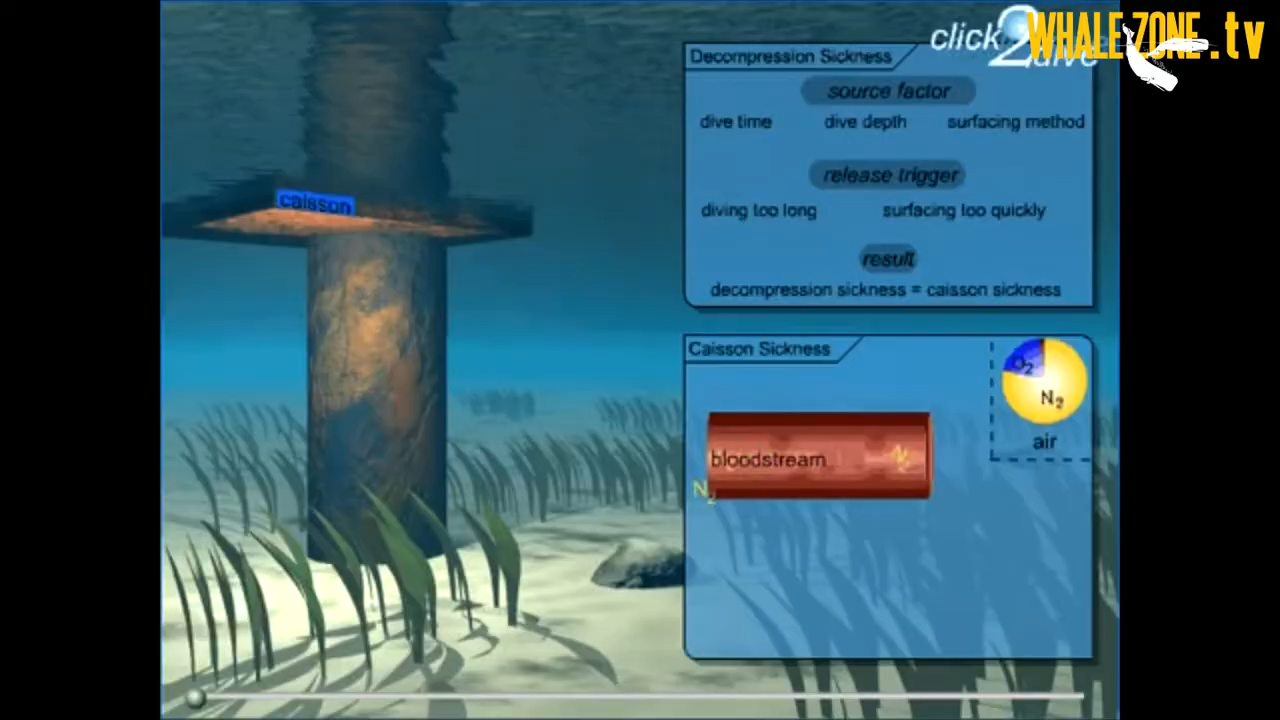 WHALEZONE.tv
click2dive
Decompression Sickness
source factor
dive time dive depth surfacing method
release trigger
diving too long surfacing too quickly
result
decompression sickness = caisson sickness
caisson
Caisson Sickness
O2
N2
air
bloodstream
N2